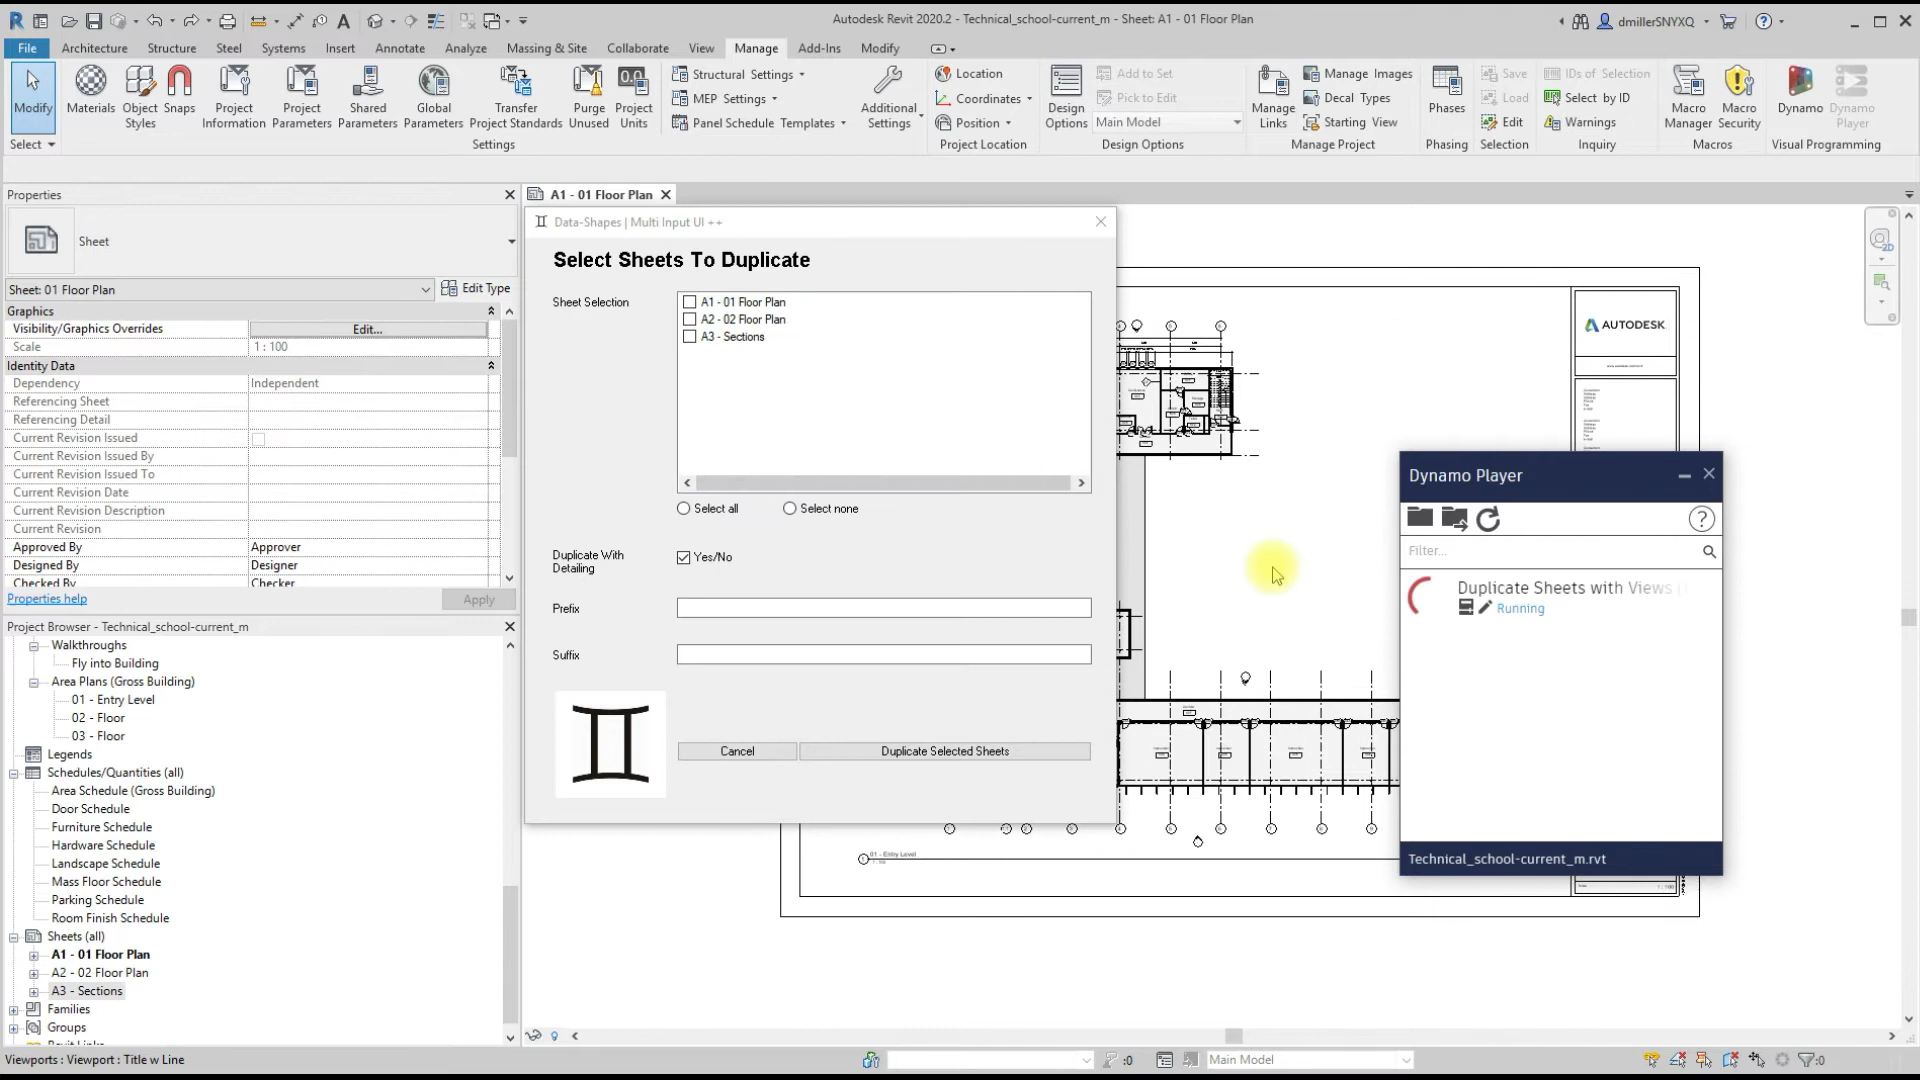 Autodesk Revit 2020.2 - Technical_school-current_m - Sheet: A1 - 01 Floor Plan
dmillerSNYXQ
File Architecture Structure Steel Systems Insert Annotate Analyze Massing & Site Collaborate View Manage Add-Ins Modify
Modify
Materials
Object
Styles
Snaps
Project
Information
Project
Parameters
Shared
Parameters
Global
Parameters
Transfer
Project Standards
Purge
Unused
Project
Units
Structural Settings
MEP Settings
Panel Schedule Templates
Additional
Settings
Location
Coordinates
Position
Design
Options
Add to Set
Pick to Edit
Main Model
Manage
Links
Manage Images
Decal Types
Starting View
Phases
Save
Load
Edit
IDs of Selection
Select by ID
Warnings
Macro
Manager
Macro
Security
Dynamo
Dynamo
Player
Select
Settings
Project Location
Design Options
Manage Project
Phasing
Selection
Inquiry
Macros
Visual Programming
Properties
Sheet
Sheet: 01 Floor Plan
Edit Type
Graphics
Visibility/Graphics Overrides Edit...
Scale 1 : 100
Identity Data
Dependency Independent
Referencing Sheet
Referencing Detail
Current Revision Issued
Current Revision Issued By
Current Revision Issued To
Current Revision Date
Current Revision Description
Current Revision
Approved By Approver
Designed By Designer
Checked By Checker
Properties help
Apply
Project Browser - Technical_school-current_m
Walkthroughs
Fly into Building
Area Plans (Gross Building)
01 - Entry Level
02 - Floor
03 - Floor
Legends
Schedules/Quantities (all)
Area Schedule (Gross Building)
Door Schedule
Furniture Schedule
Hardware Schedule
Landscape Schedule
Mass Floor Schedule
Parking Schedule
Room Finish Schedule
Sheets (all)
A1 - 01 Floor Plan
A2 - 02 Floor Plan
A3 - Sections
Families
Groups
Revit Links
A1 - 01 Floor Plan
Data-Shapes | Multi Input UI ++
Select Sheets To Duplicate
Sheet Selection
A1 - 01 Floor Plan
A2 - 02 Floor Plan
A3 - Sections
Select all
Select none
Duplicate With
Detailing
Yes/No
Prefix
Suffix
Cancel
Duplicate Selected Sheets
01 - Entry Level
AUTODESK
Dynamo Player
Filter...
Duplicate Sheets with Views
Running
Technical_school-current_m.rvt
Viewports : Viewport : Title w Line
:0
Main Model
:0